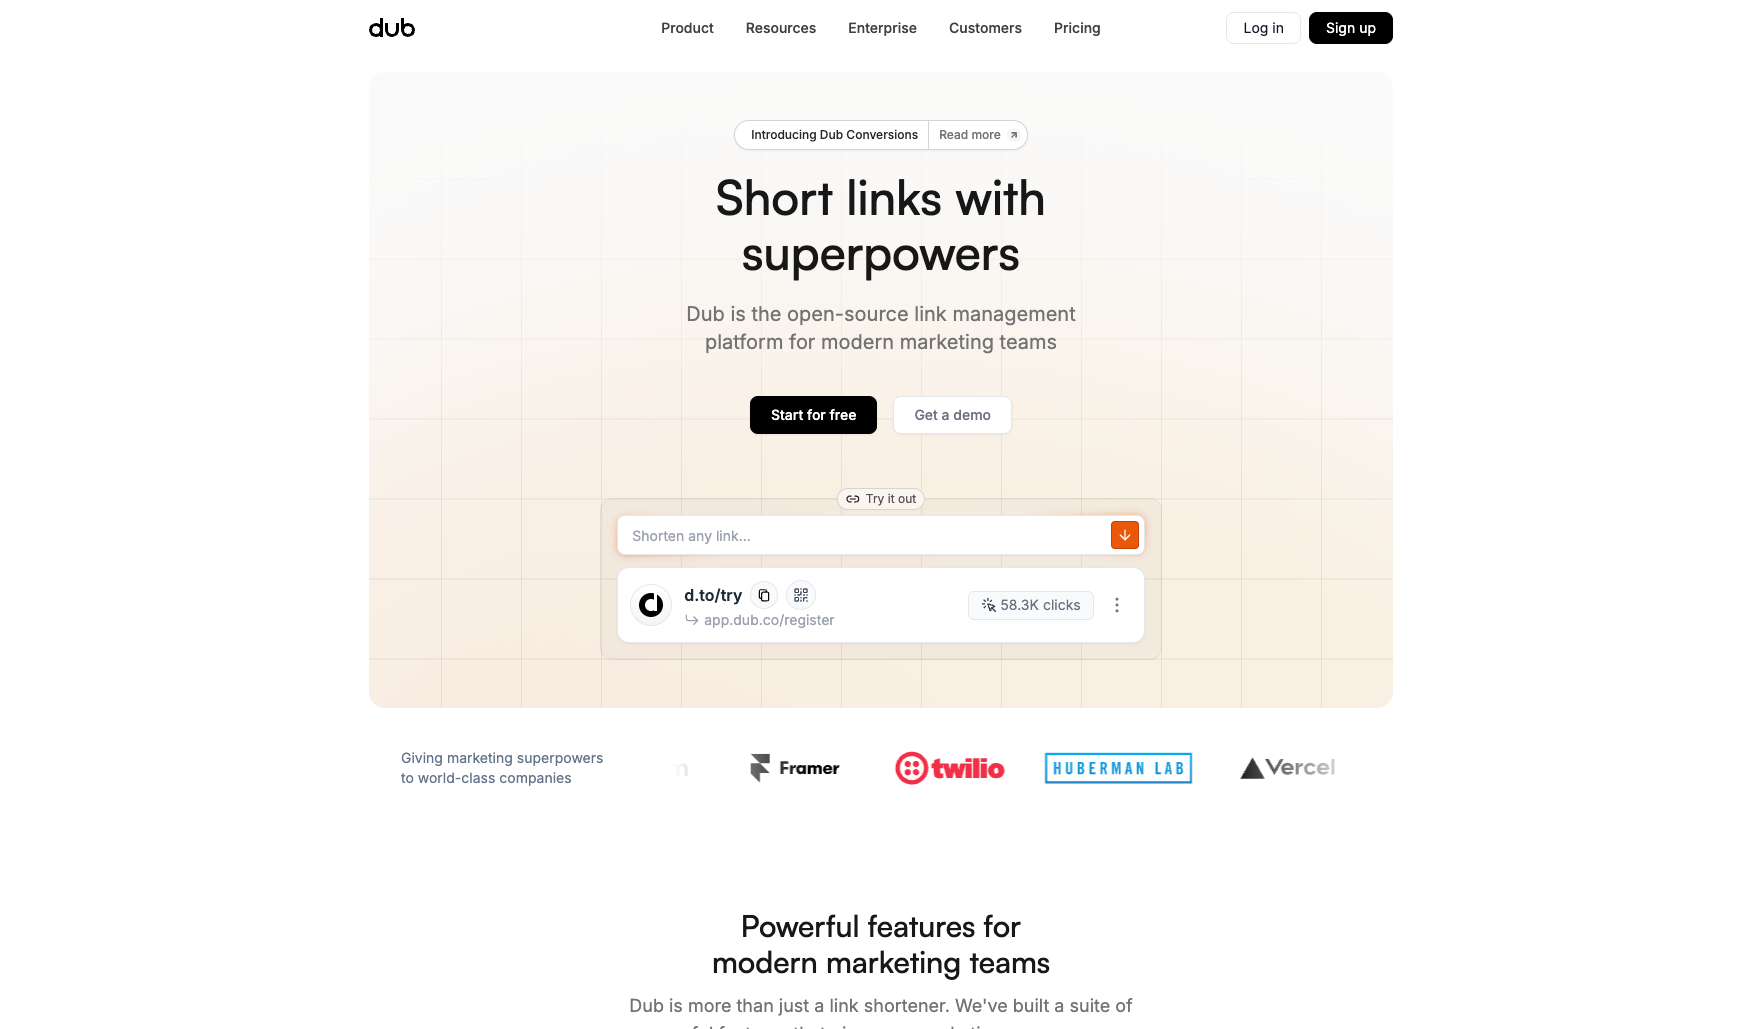 dub
Product
Resources
Enterprise
Customers
Pricing
Log in
Sign up
Introducing Dub Conversions
Read more
Short links with
superpowers
Dub is the open-source link management
platform for modern marketing teams
Start for free
Get a demo
Try it out
Shorten any link...
d.to/try
app.dub.co/register
58.3K clicks
Giving marketing superpowers
to world-class companies
Framer
twilio
HUBERMAN LAB
Vercel
Powerful features for
modern marketing teams
Dub is more than just a link shortener. We've built a suite of